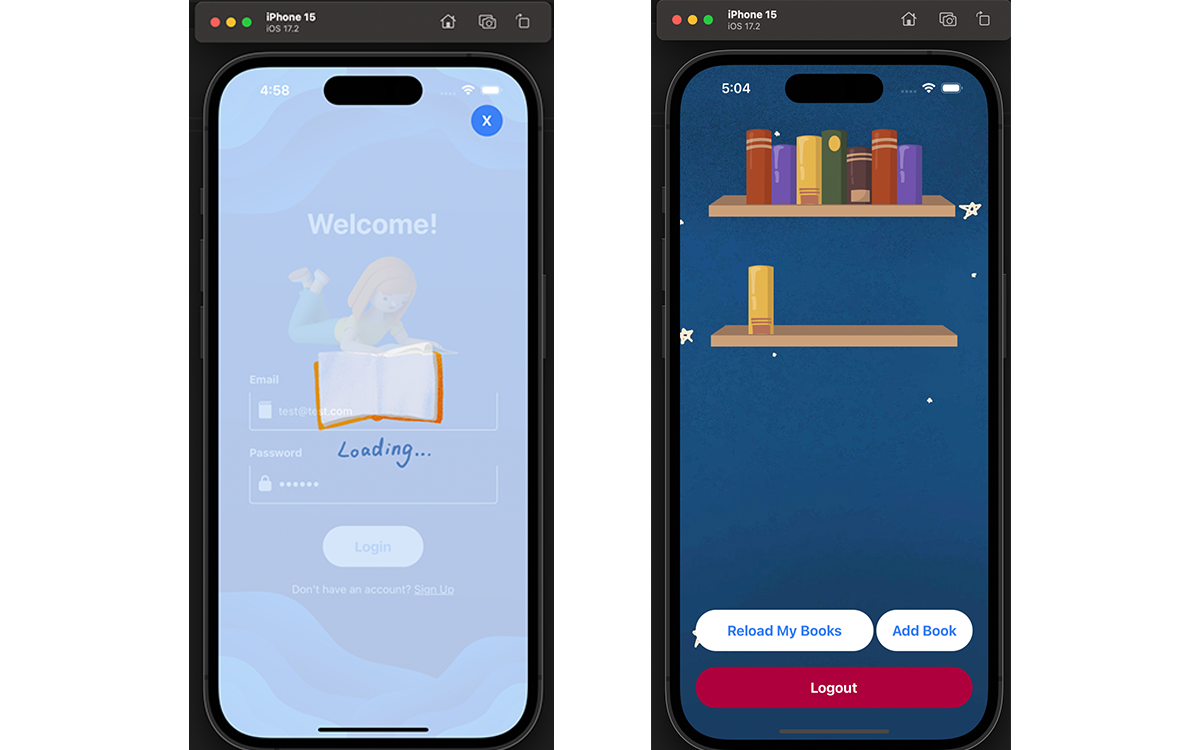 iPhone 15
iOS 17.2
4:58
X
Welcome!
Email
test@test.com
Loading...
Password
Login
Don't have an account? Sign Up
iPhone 15
iOS 17.2
5:04
Reload My Books
Add Book
Logout